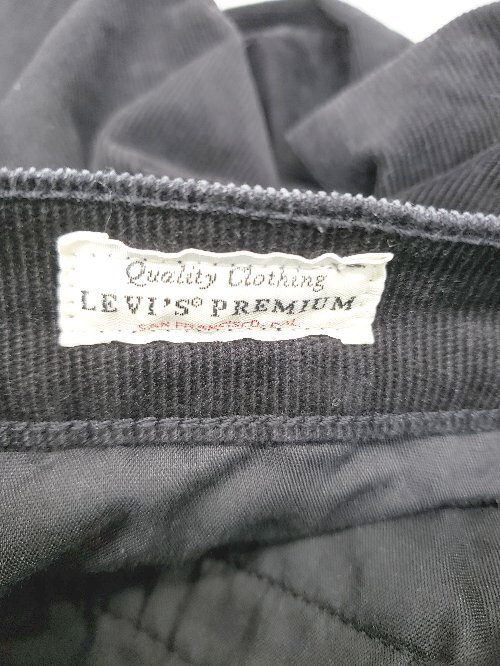 Quality Clothing
LEVI'S® PREMIUM
SAN FRANCISCO, CAL.